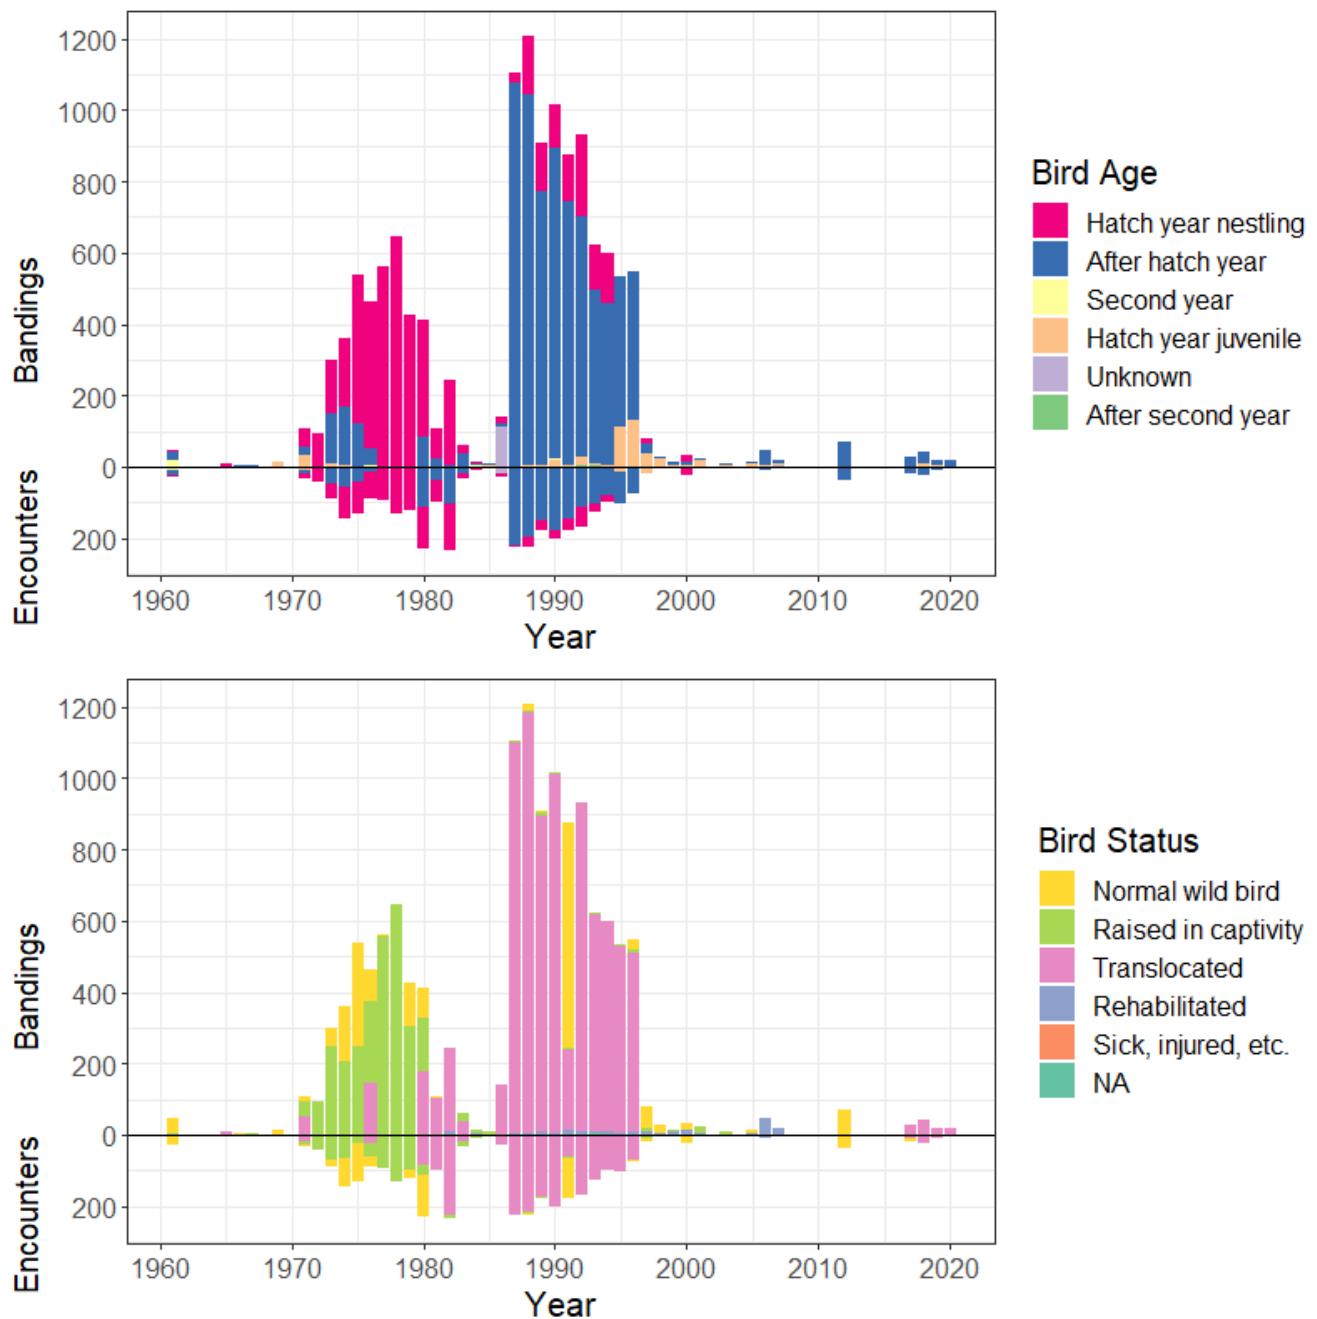 1200
1000
800
600
400
200
0
200
Bandings
Encounters
1960 1970 1980 1990 2000 2010 2020
Year
Bird Age
Hatch year nestling
After hatch year
Second year
Hatch year juvenile
Unknown
After second year
1200
1000
800
600
400
200
0
200
Bandings
Encounters
1960 1970 1980 1990 2000 2010 2020
Year
Bird Status
Normal wild bird
Raised in captivity
Translocated
Rehabilitated
Sick, injured, etc.
NA